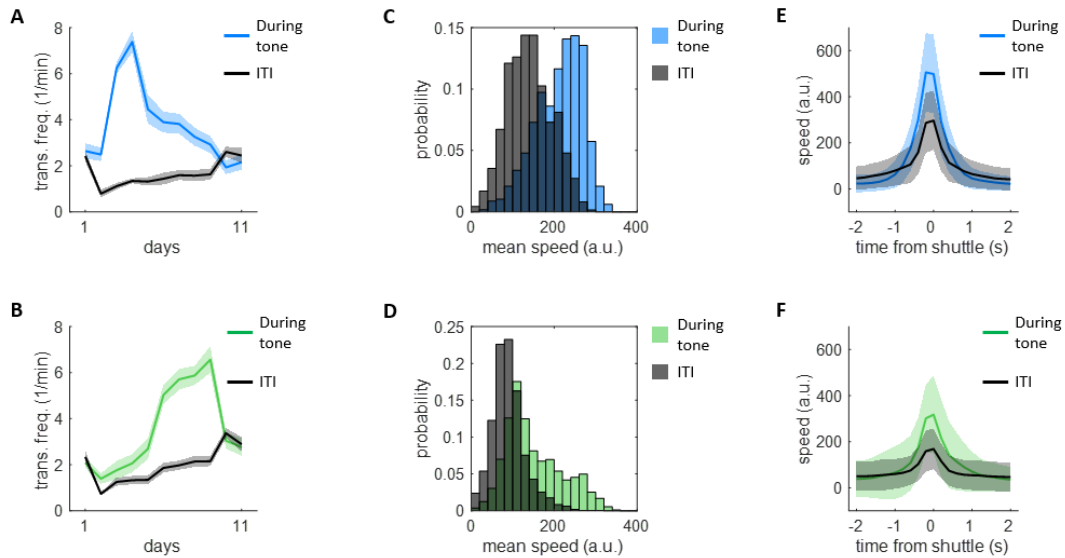 A
trans. freq. (1/min)
8
6
4
2
0
1
11
days
During
tone
ITI
C
probability
0.15
0.1
0.05
0
0
200
400
mean speed (a.u.)
During
tone
ITI
E
speed (a.u.)
600
400
200
0
-2
-1
0
1
2
time from shuttle (s)
During
tone
ITI
B
trans. freq. (1/min)
8
6
4
2
0
1
11
days
During
tone
ITI
D
probability
0.25
0.2
0.15
0.1
0.05
0
0
200
400
mean speed (a.u.)
During
tone
ITI
F
speed (a.u.)
600
400
200
0
-2
-1
0
1
2
time from shuttle (s)
During
tone
ITI